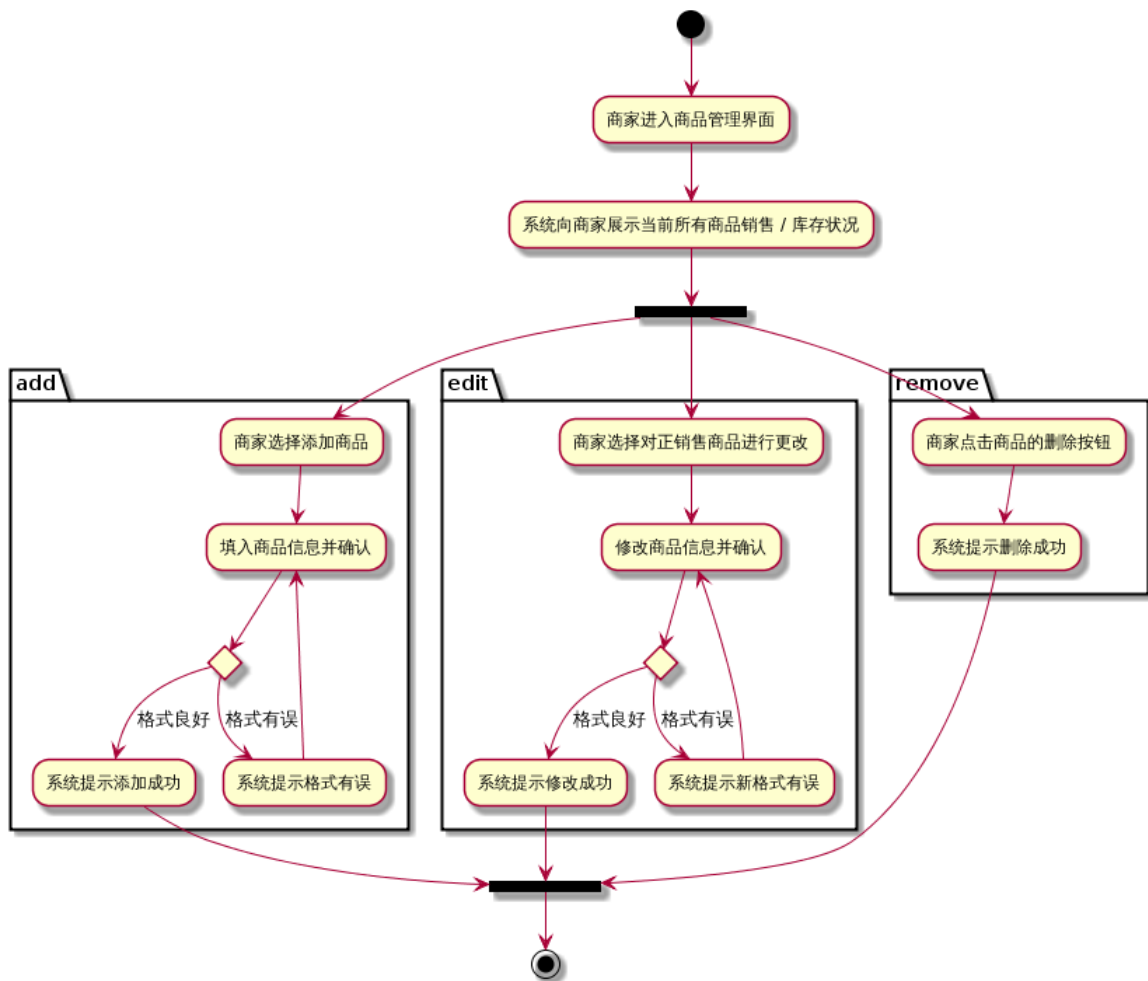 商家进入商品管理界面
系统向商家展示当前所有商品销售 / 库存状况
add
edit
remove
商家选择添加商品
商家选择对正销售商品进行更改
商家点击商品的删除按钮
填入商品信息并确认
修改商品信息并确认
系统提示删除成功
格式良好
格式有误
格式良好
格式有误
系统提示添加成功
系统提示格式有误
系统提示修改成功
系统提示新格式有误